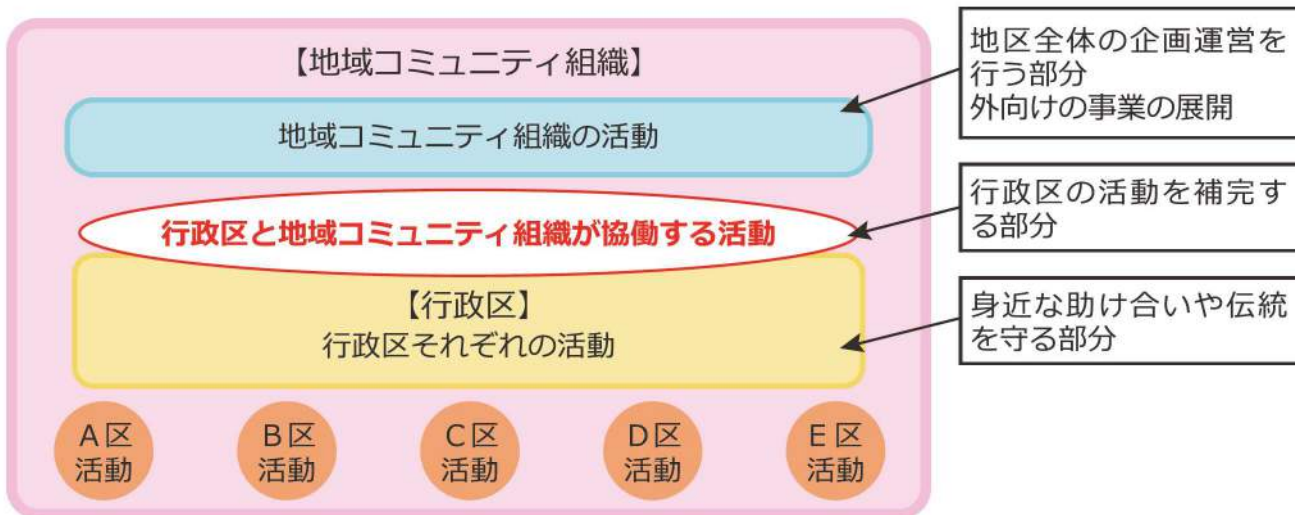 【地域コミュニティ組織】
地域コミュニティ組織の活動
行政区と地域コミュニティ組織が協働する活動
【行政区】
行政区それぞれの活動
A区
活動
B区
活動
C区
活動
D区
活動
E区
活動
地区全体の企画運営を
行う部分
外向けの事業の展開
行政区の活動を補完す
る部分
身近な助け合いや伝統
を守る部分